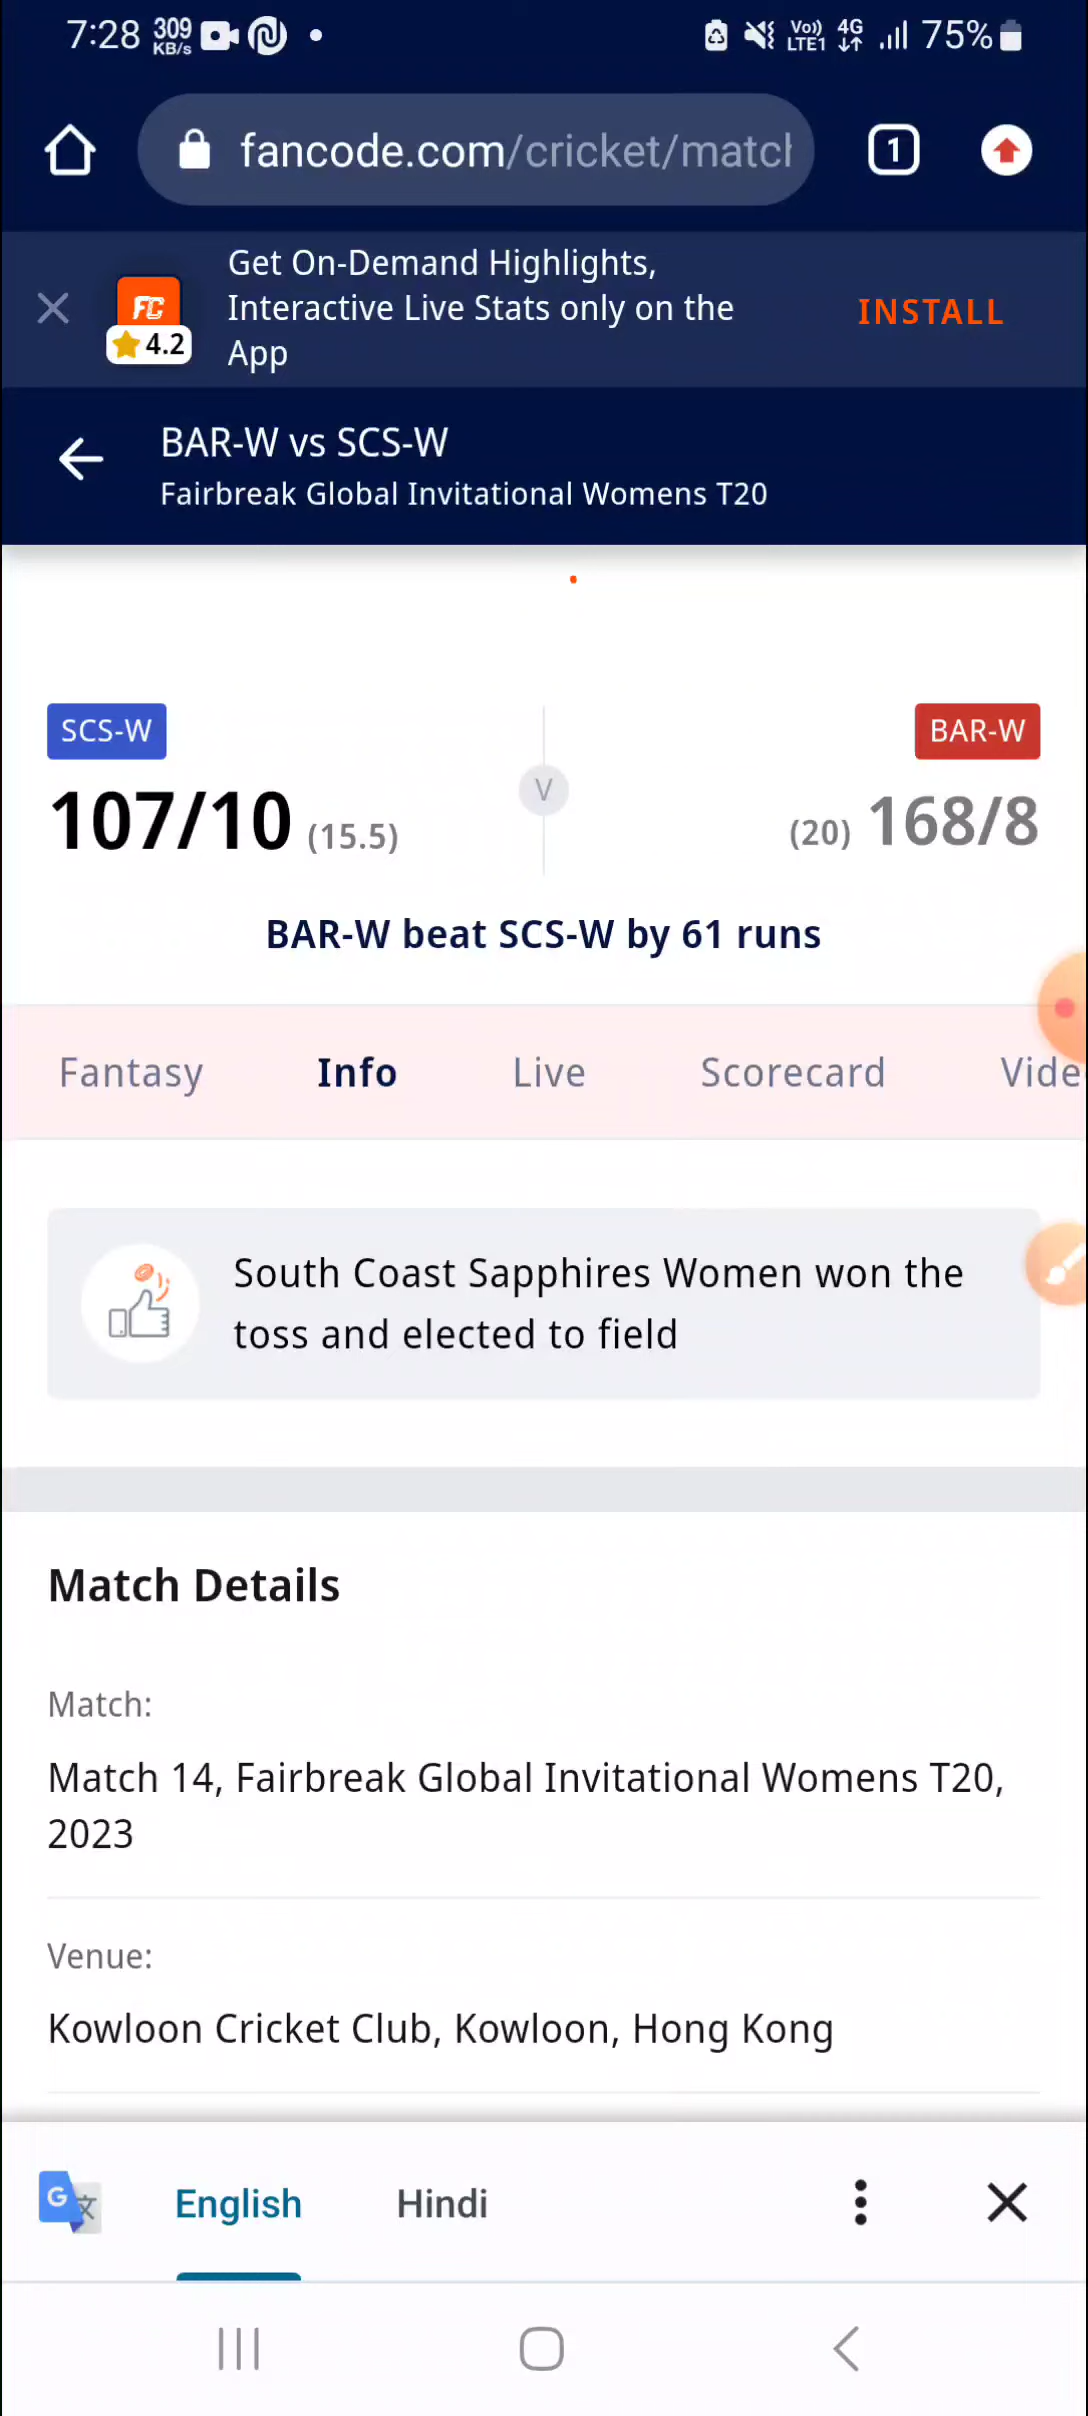 7:28 309 KB/s Vo)) LTE1 4G 75%
fancode.com/cricket/matcl
1
Get On-Demand Highlights,
Interactive Live Stats only on the
App
INSTALL
FC
4.2
BAR-W vs SCS-W
Fairbreak Global Invitational Womens T20
SCS-W
BAR-W
V
107/10 (15.5)
(20) 168/8
BAR-W beat SCS-W by 61 runs
Fantasy Info Live Scorecard Vide
South Coast Sapphires Women won the
toss and elected to field
Match Details
Match:
Match 14, Fairbreak Global Invitational Womens T20,
2023
Venue:
Kowloon Cricket Club, Kowloon, Hong Kong
G 文 English Hindi